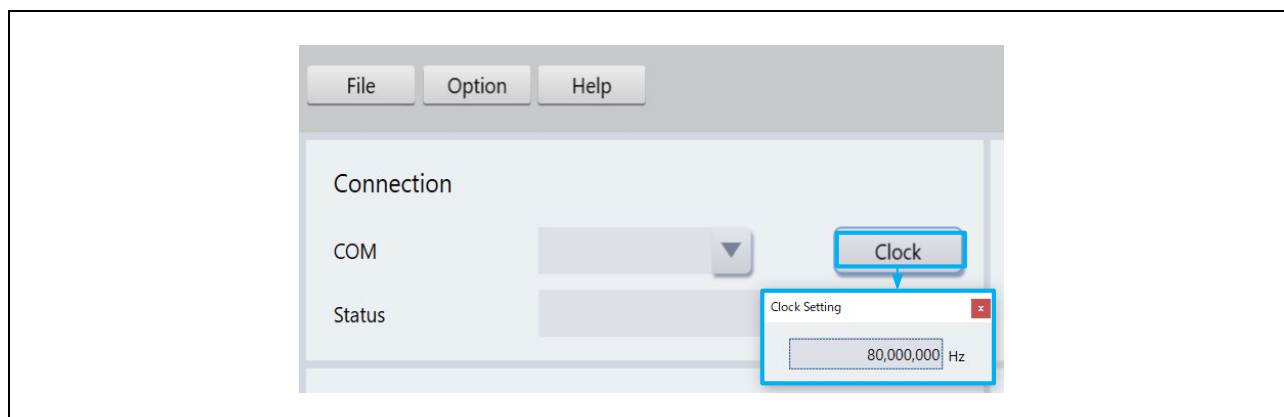 File Option Help
Connection
COM Clock
Status
Clock Setting x
80,000,000 Hz